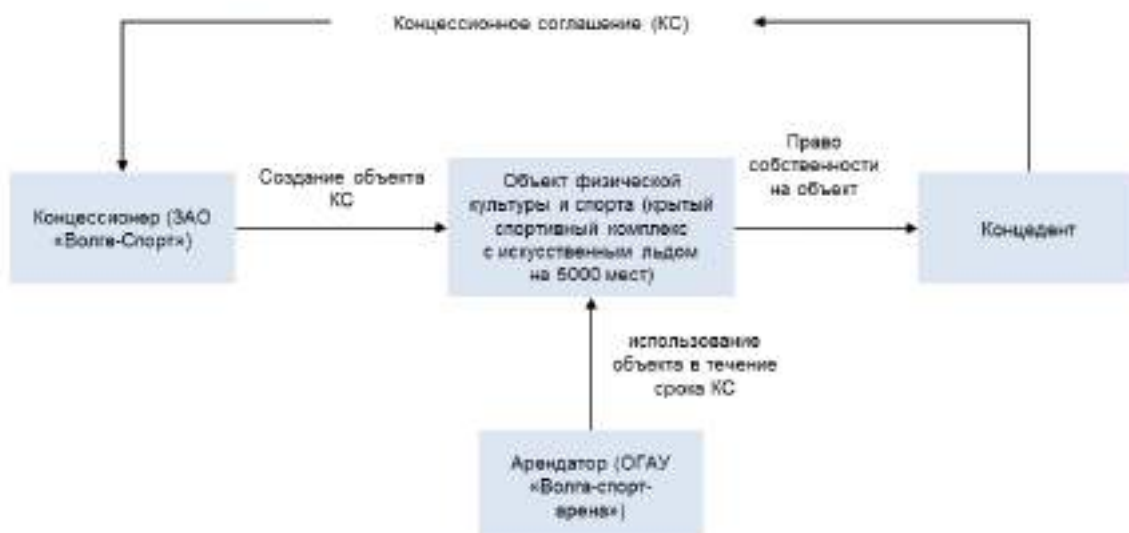 Концессионное соглашение (КС)
Право
собственности
на объект
Создание объекта
КС
Объект физической
культуры и спорта (крытый
спортивный комплекс
с искусственным льдом
на 5000 мест)
Концессионер (ЗАО
«Волга-Спорт»)
Концедент
использование
объекта в течение
срока КС
Арендатор (ОГАУ
«Волга-спорт-
арена»)